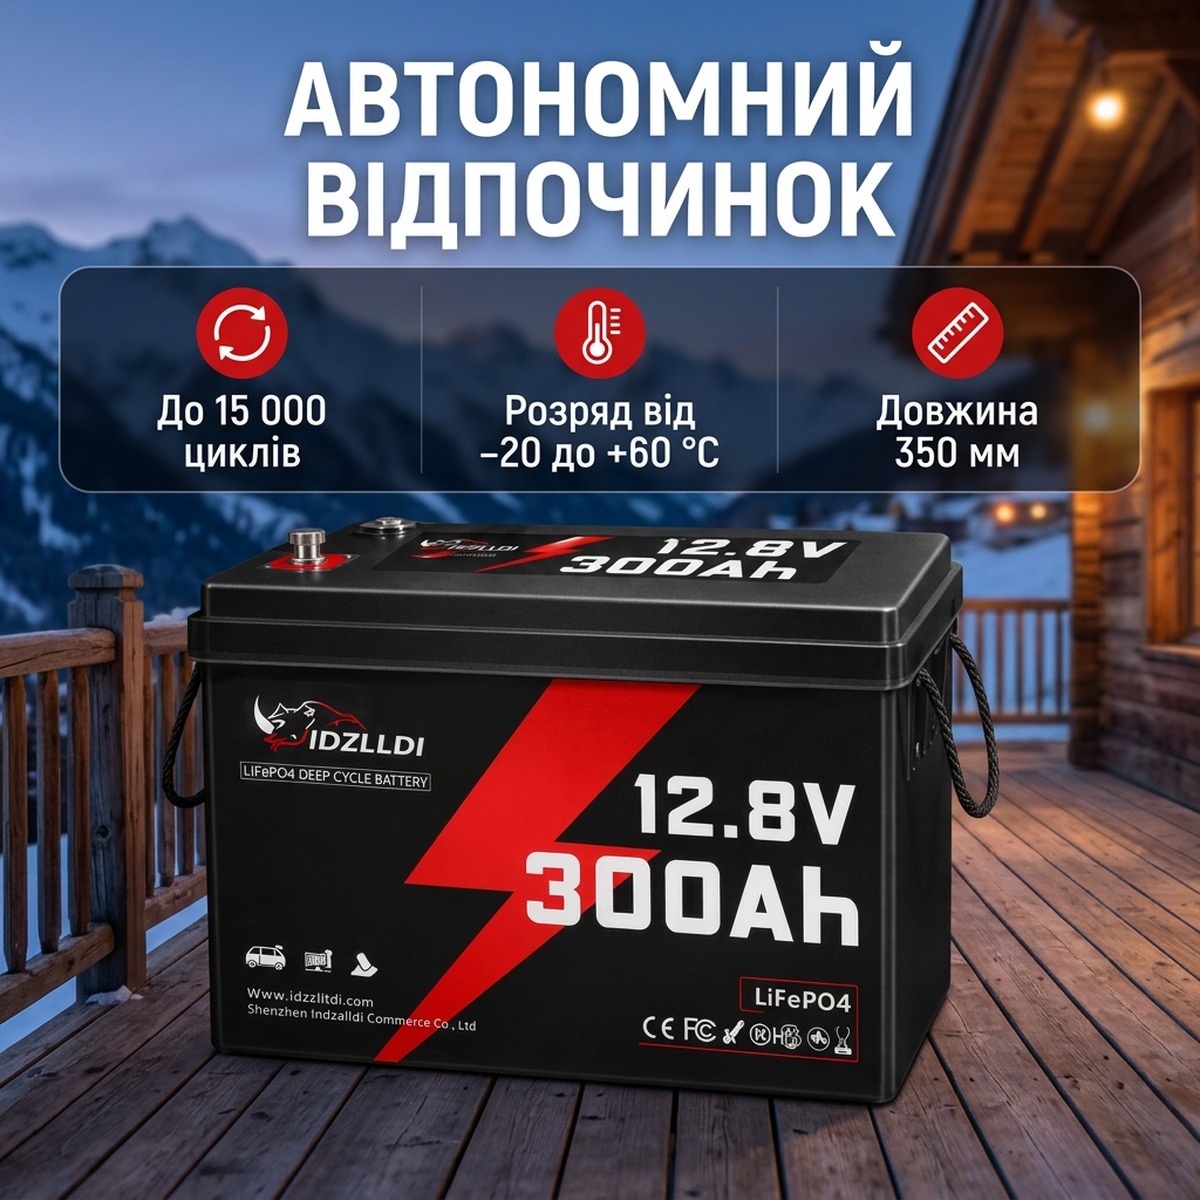 АВТОНОМНИЙ
ВІДПОЧИНОК
До 15 000
циклів
Розряд від
–20 до +60 °C
Довжина
350 мм
IDZLLDI
12.8V
300Ah
IDZLLDI
LiFePO4 DEEP CYCLE BATTERY
12.8V
300Ah
Www.idzzlitdi.com
Shenzhen Indzalldi Commerce Co., Ltd
LiFePO4
CE FC